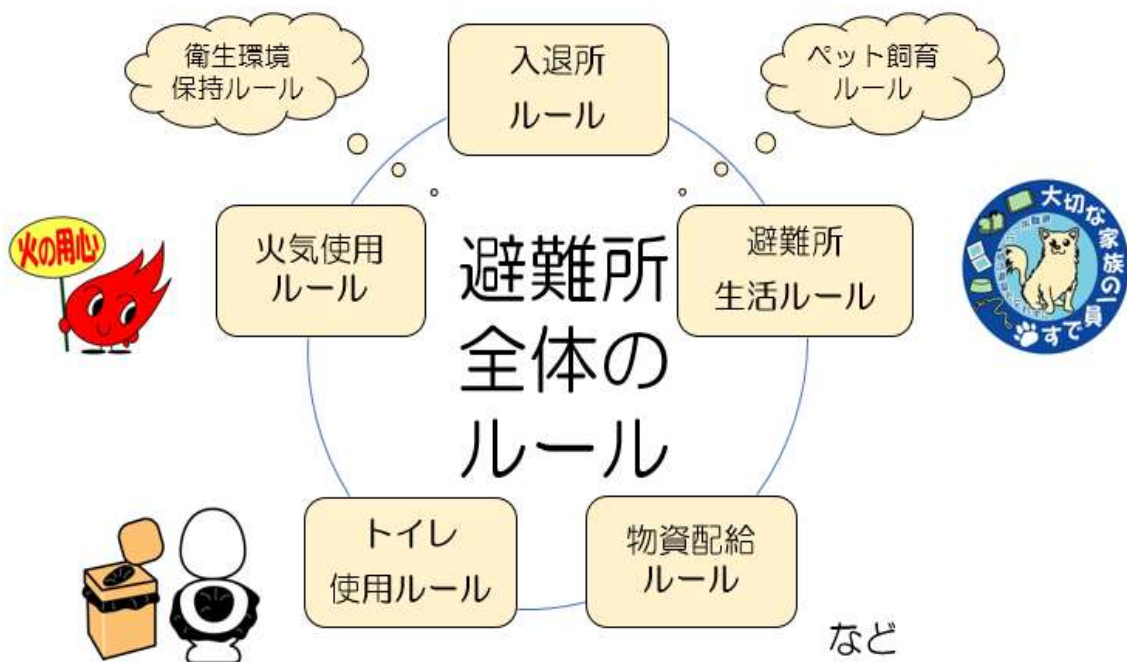 衛生環境
保持ルール
入退所
ルール
ペット飼育
ルール
火の用心
火気使用
ルール
避難所
全体の
ルール
避難所
生活ルール
大切な家族の一員です
トイレ
使用ルール
物資配給
ルール
など